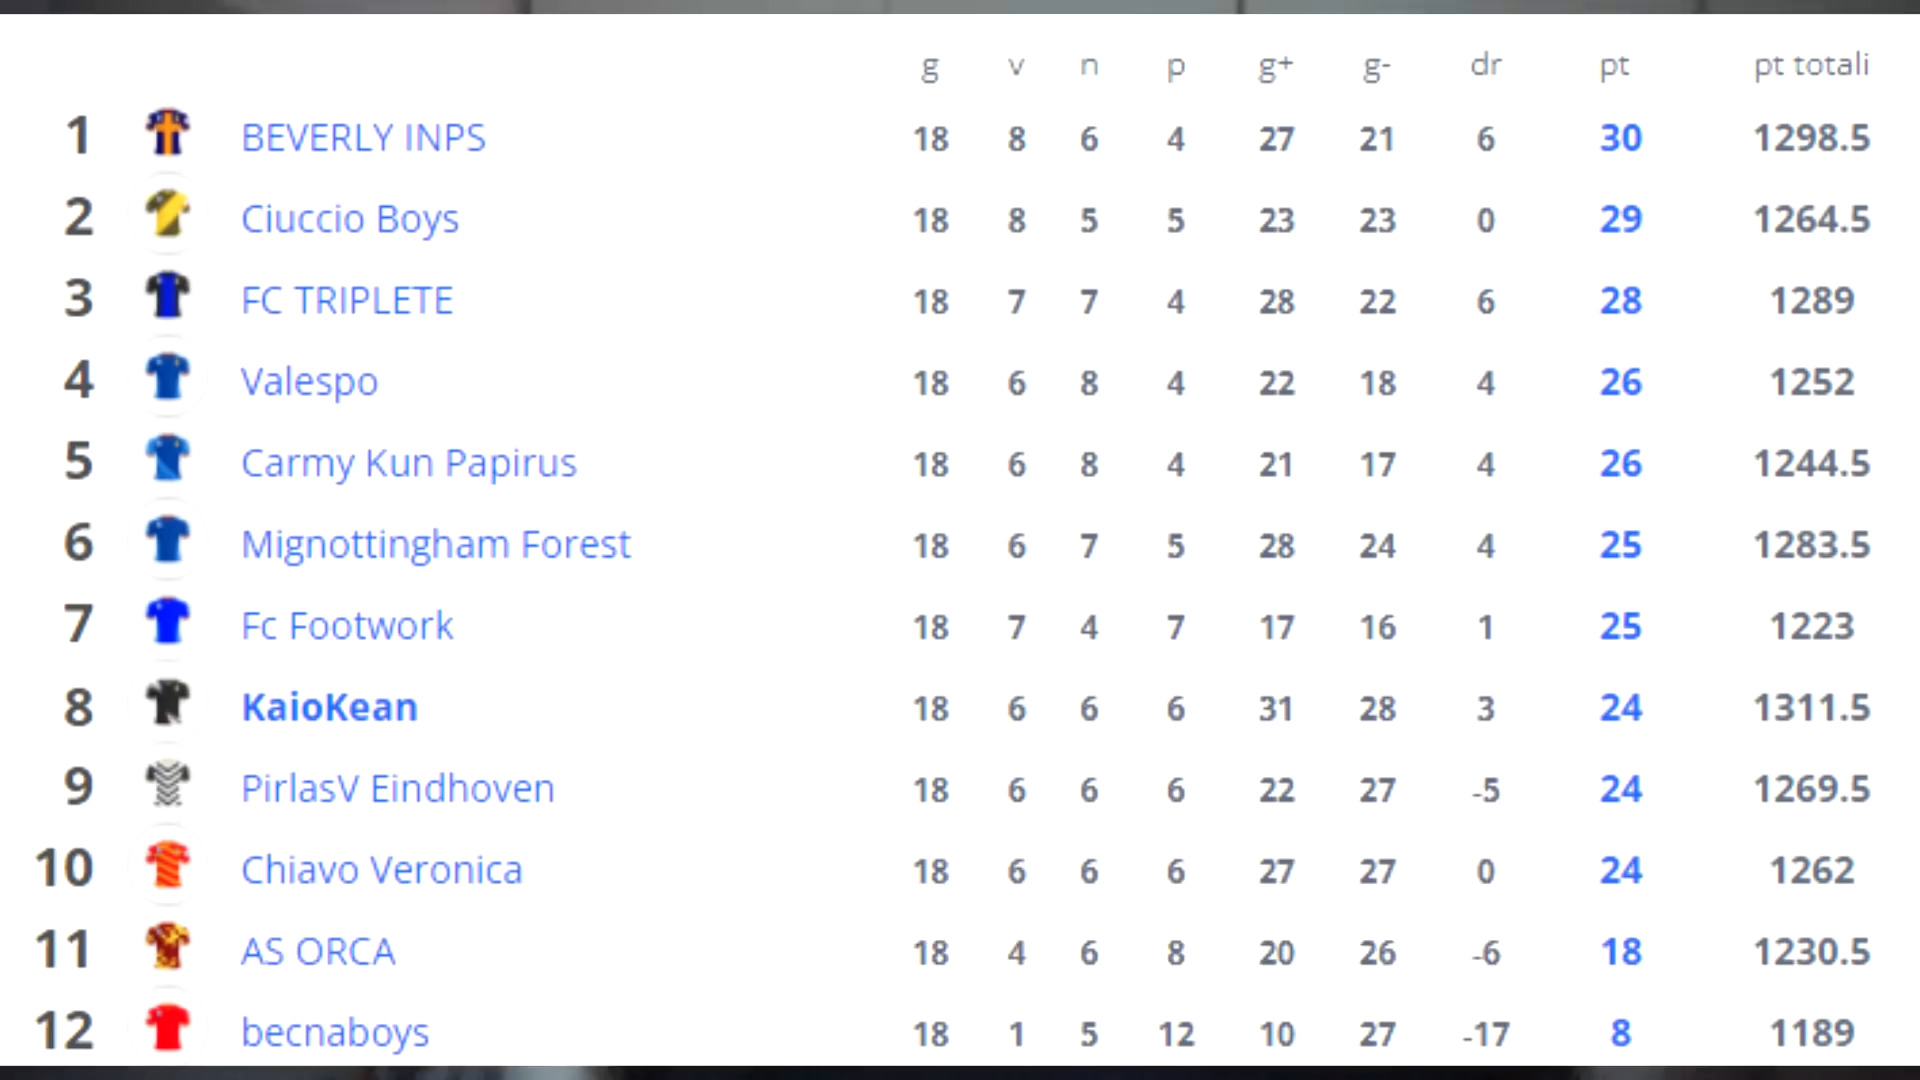 g v n p g+ g- dr pt pt totali
1 BEVERLY INPS 18 8 6 4 27 21 6 30 1298.5
2 Ciuccio Boys 18 8 5 5 23 23 0 29 1264.5
3 FC TRIPLETE 18 7 7 4 28 22 6 28 1289
4 Valespo 18 6 8 4 22 18 4 26 1252
5 Carmy Kun Papirus 18 6 8 4 21 17 4 26 1244.5
6 Mignottingham Forest 18 6 7 5 28 24 4 25 1283.5
7 Fc Footwork 18 7 4 7 17 16 1 25 1223
8 KaioKean 18 6 6 6 31 28 3 24 1311.5
9 PirlasV Eindhoven 18 6 6 6 22 27 -5 24 1269.5
10 Chiavo Veronica 18 6 6 6 27 27 0 24 1262
11 AS ORCA 18 4 6 8 20 26 -6 18 1230.5
12 becnaboys 18 1 5 12 10 27 -17 8 1189